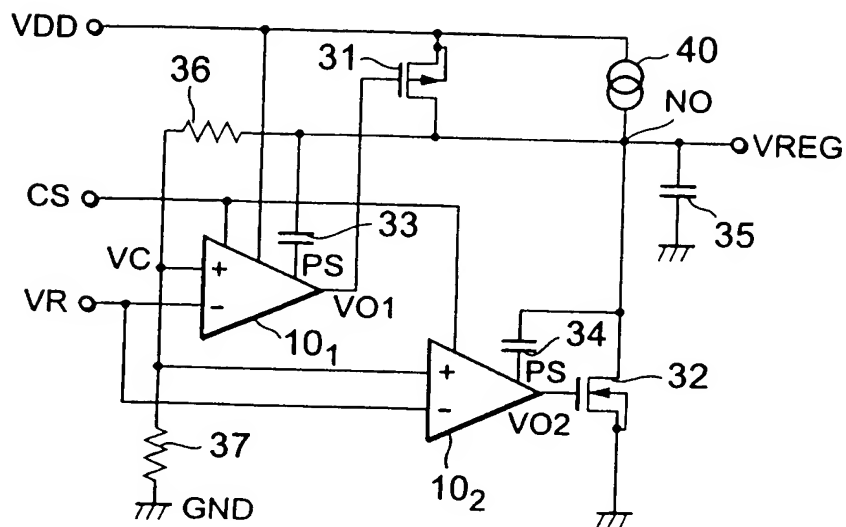 VDD
31
40
36
NO
VREG
CS
33
35
VC
+
PS
VR
-
VO1
34
10₁
+
PS
32
-
VO2
37
10₂
GND